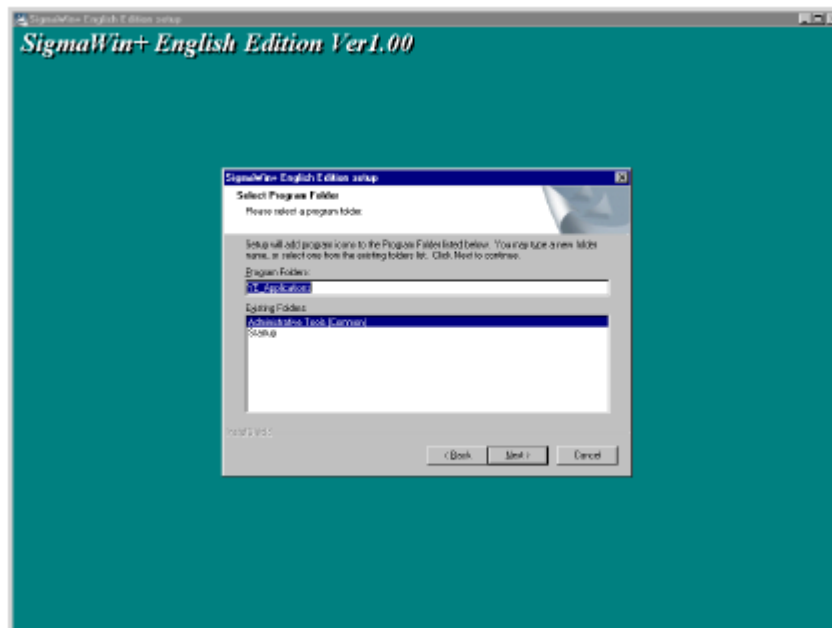 SigmaWin+ English Edition setup
SigmaWin+ English Edition Ver1.00
SigmaWin+ English Edition setup
Select Program Folder
Please select a program folder.
Setup will add program icons to the Program Folder listed below. You may type a new folder
name, or select one from the existing folders list. Click Next to continue.
Program Folders:
YE_Applications
Existing Folders:
Administrative Tools (Common)
Startup
InstallShield
< Back
Next >
Cancel